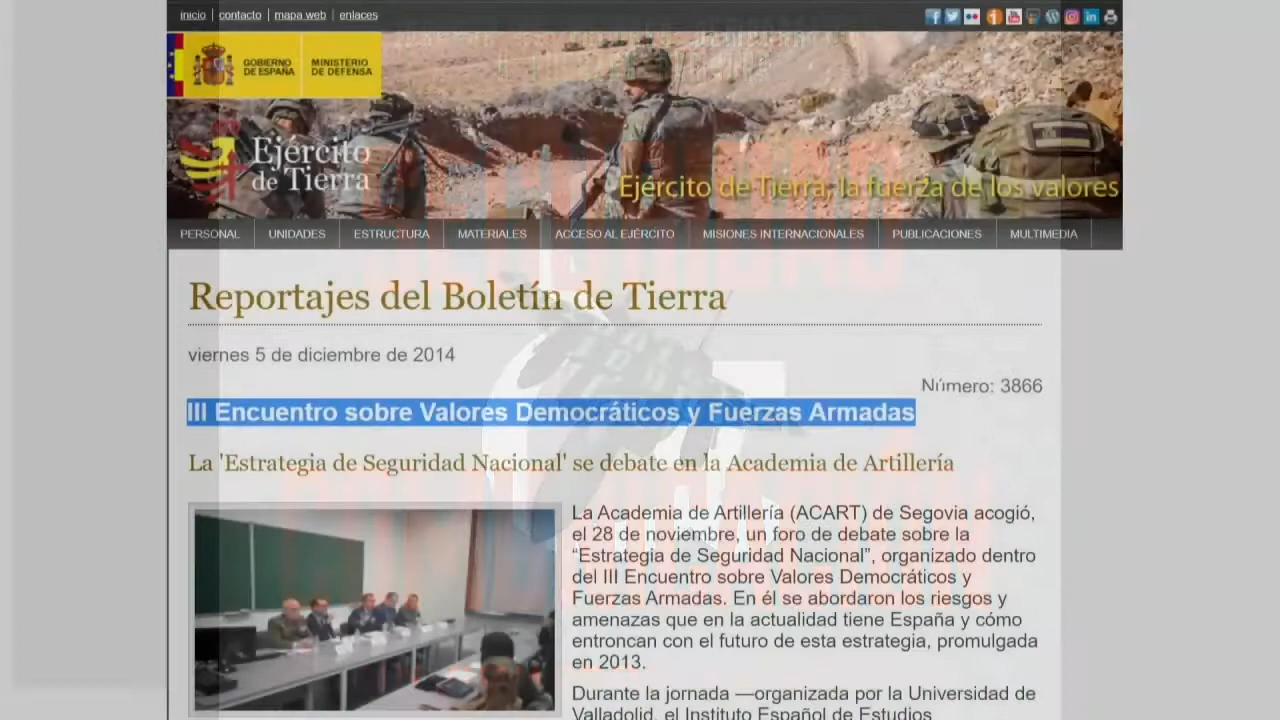 inicio contacto mapa web enlaces
GOBIERNO DE ESPAÑA
MINISTERIO DE DEFENSA
Ejército
de Tierra
Ejército de Tierra, la fuerza de los valores
PERSONAL UNIDADES ESTRUCTURA MATERIALES ACCESO AL EJÉRCITO MISIONES INTERNACIONALES PUBLICACIONES MULTIMEDIA
Reportajes del Boletín de Tierra
viernes 5 de diciembre de 2014
Número: 3866
III Encuentro sobre Valores Democráticos y Fuerzas Armadas
La 'Estrategia de Seguridad Nacional' se debate en la Academia de Artillería
La Academia de Artillería (ACART) de Segovia acogió,
el 28 de noviembre, un foro de debate sobre la
“Estrategia de Seguridad Nacional”, organizado dentro
del III Encuentro sobre Valores Democráticos y
Fuerzas Armadas. En él se abordaron los riesgos y
amenazas que en la actualidad tiene España y cómo
entroncan con el futuro de esta estrategia, promulgada
en 2013.
Durante la jornada —organizada por la Universidad de
Valladolid, el Instituto Español de Estudios